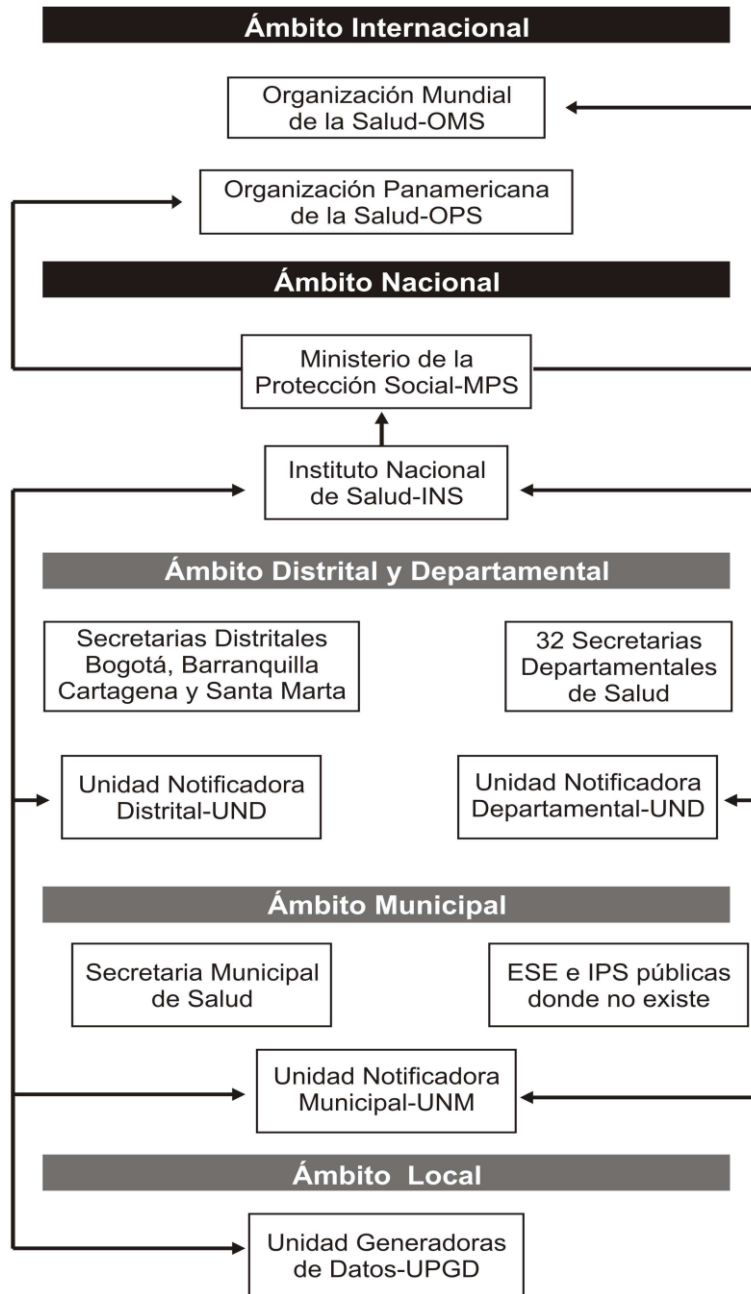 Ámbito Internacional
Organización Mundial
de la Salud-OMS
Organización Panamericana
de la Salud-OPS
Ámbito Nacional
Ministerio de la
Protección Social-MPS
Instituto Nacional
de Salud-INS
Ámbito Distrital y Departamental
Secretarias Distritales
Bogotá, Barranquilla
Cartagena y Santa Marta
32 Secretarias
Departamentales
de Salud
Unidad Notificadora
Distrital-UND
Unidad Notificadora
Departamental-UND
Ámbito Municipal
Secretaria Municipal
de Salud
ESE e IPS públicas
donde no existe
Unidad Notificadora
Municipal-UNM
Ámbito Local
Unidad Generadoras
de Datos-UPGD